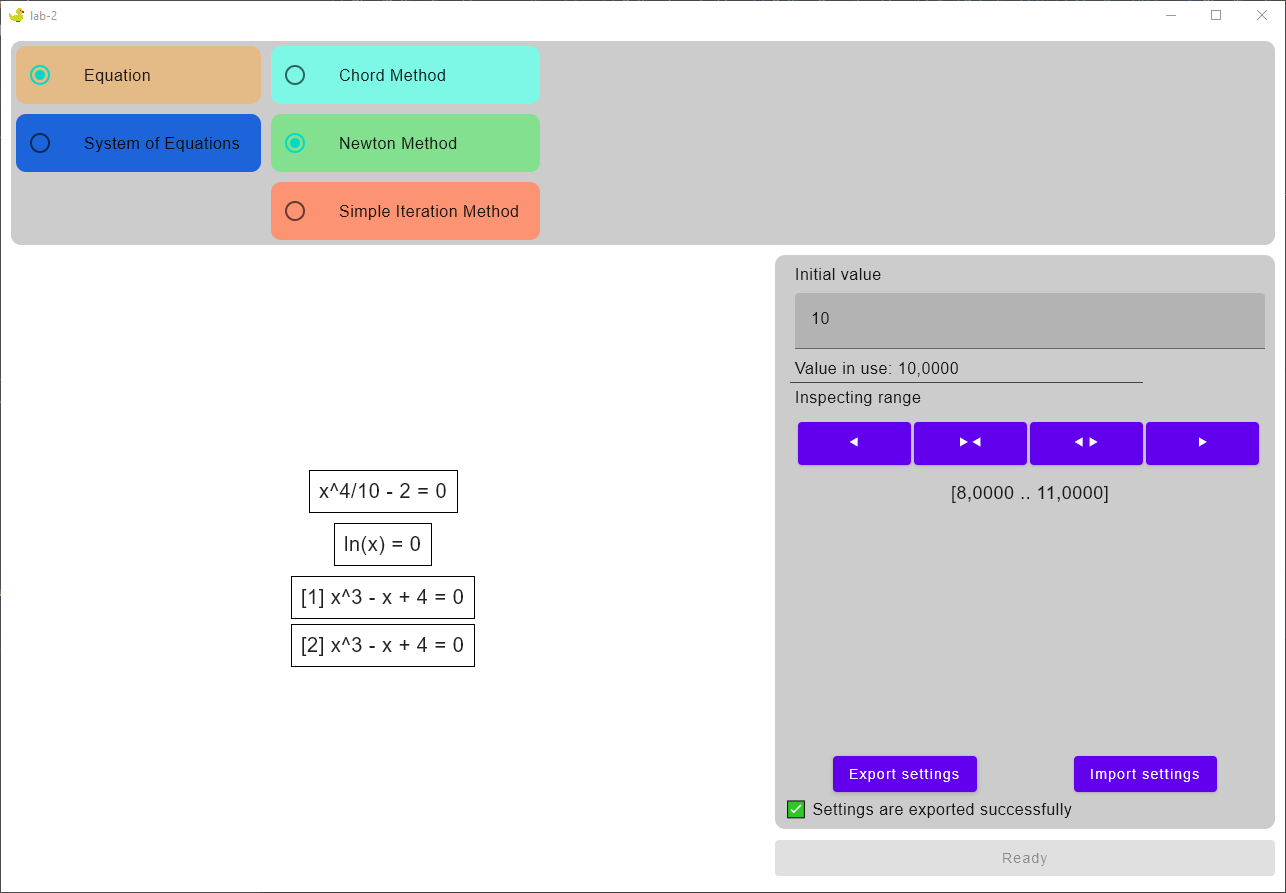 lab-2
Equation
Chord Method
System of Equations
Newton Method
Simple Iteration Method
Initial value
10
Value in use: 10,0000
Inspecting range
[8,0000 .. 11,0000]
x^4/10 - 2 = 0
ln(x) = 0
[1] x^3 - x + 4 = 0
[2] x^3 - x + 4 = 0
Export settings
Import settings
Settings are exported successfully
Ready